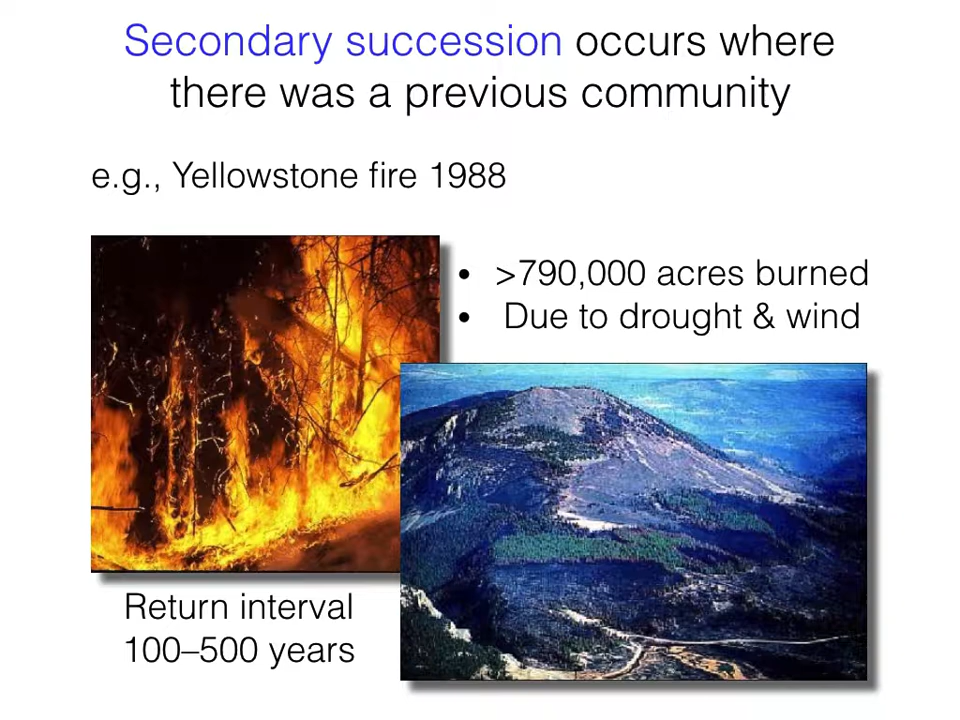 Secondary succession occurs where
there was a previous community
e.g., Yellowstone fire 1988
• >790,000 acres burned
• Due to drought & wind
Return interval
100–500 years